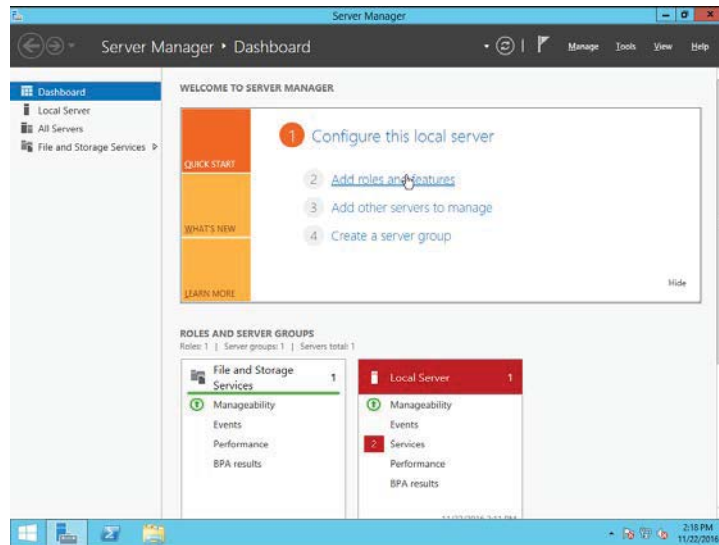 Server Manager
Server Manager • Dashboard
Manage Tools View Help
Dashboard
Local Server
All Servers
File and Storage Services
WELCOME TO SERVER MANAGER
QUICK START
WHAT'S NEW
LEARN MORE
1 Configure this local server
2 Add roles and features
3 Add other servers to manage
4 Create a server group
Hide
ROLES AND SERVER GROUPS
Roles: 1 | Server groups: 1 | Servers total: 1
File and Storage 1
Services
Manageability
Events
Performance
BPA results
Local Server 1
Manageability
Events
2 Services
Performance
BPA results
2:18 PM
11/22/2016